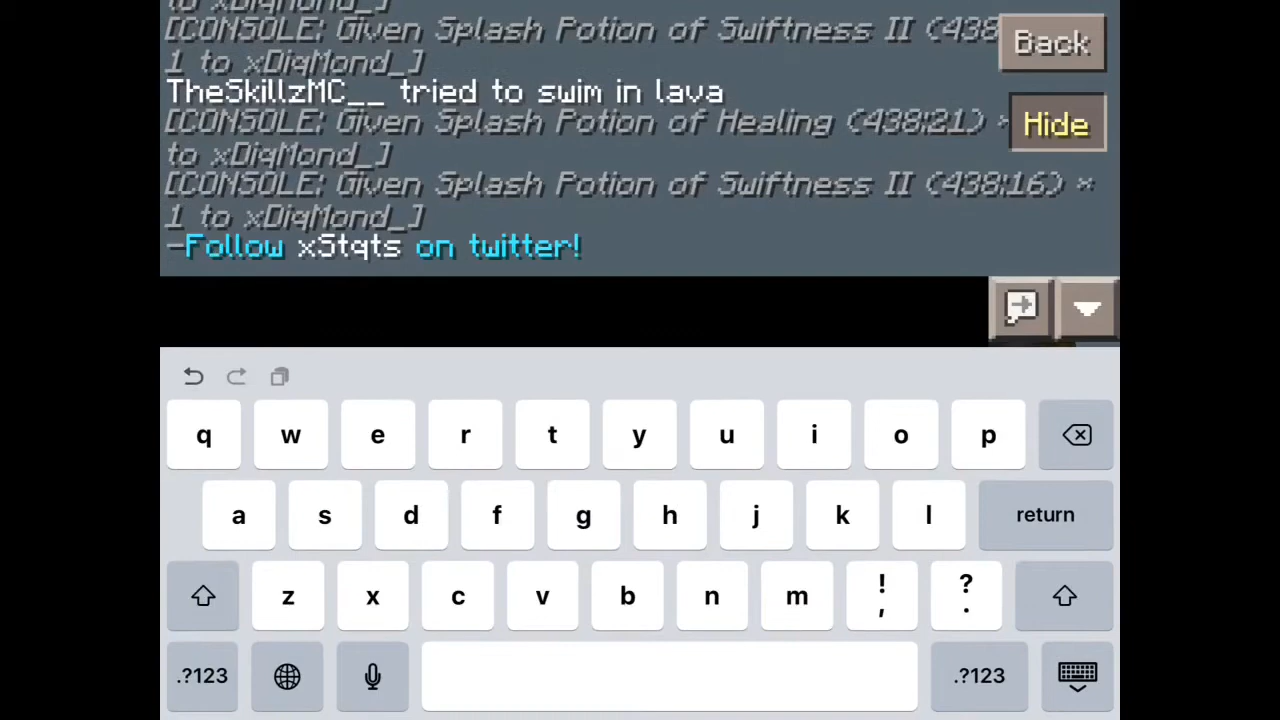 to xDiqMond_]
[CONSOLE: Given Splash Potion of Swiftness II (438
1 to xDiqMond_]
TheSkillzMC__ tried to swim in lava
[CONSOLE: Given Splash Potion of Healing (438:21) ×
to xDiqMond_]
[CONSOLE: Given Splash Potion of Swiftness II (438:16) ×
1 to xDiqMond_]
-Follow xStqts on twitter!
Back
Hide
q w e r t y u i o p
a s d f g h j k l return
z x c v b n m ! , ? .
.?123 .?123